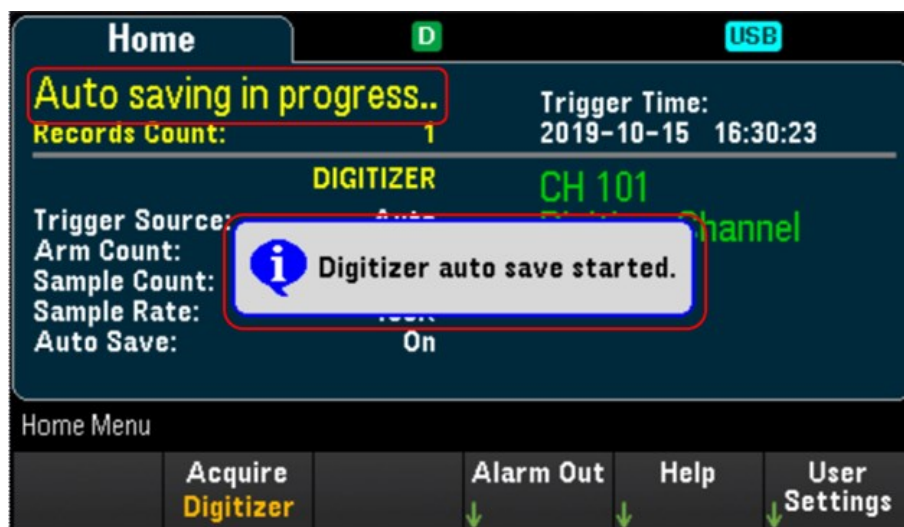 Home D USB
Auto saving in progress..
Trigger Time:
Records Count: 1 2019-10-15 16:30:23
DIGITIZER CH 101
Trigger Source:
Arm Count:
Digitizer auto save started.
Sample Count:
Sample Rate:
Auto Save: On
Home Menu
Acquire Alarm Out Help User
Digitizer Settings